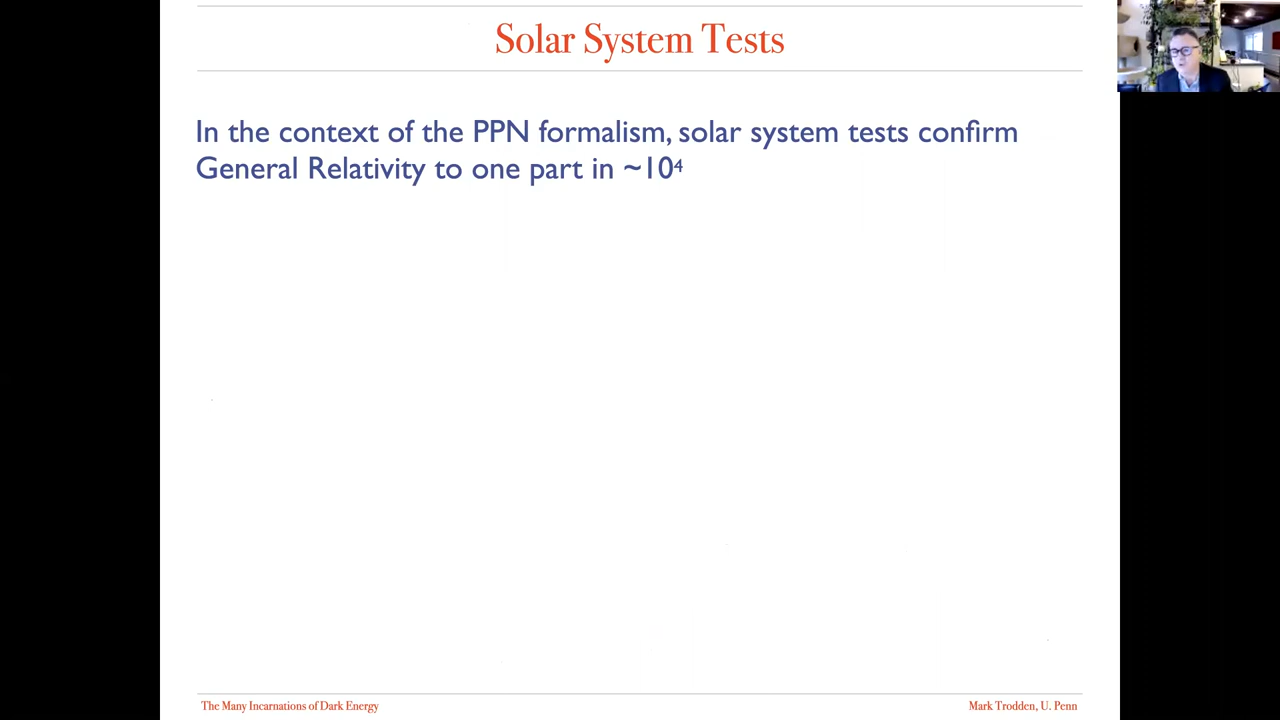 Solar System Tests
In the context of the PPN formalism, solar system tests confirm
General Relativity to one part in ~10⁴
The Many Incarnations of Dark Energy
Mark Trodden, U. Penn